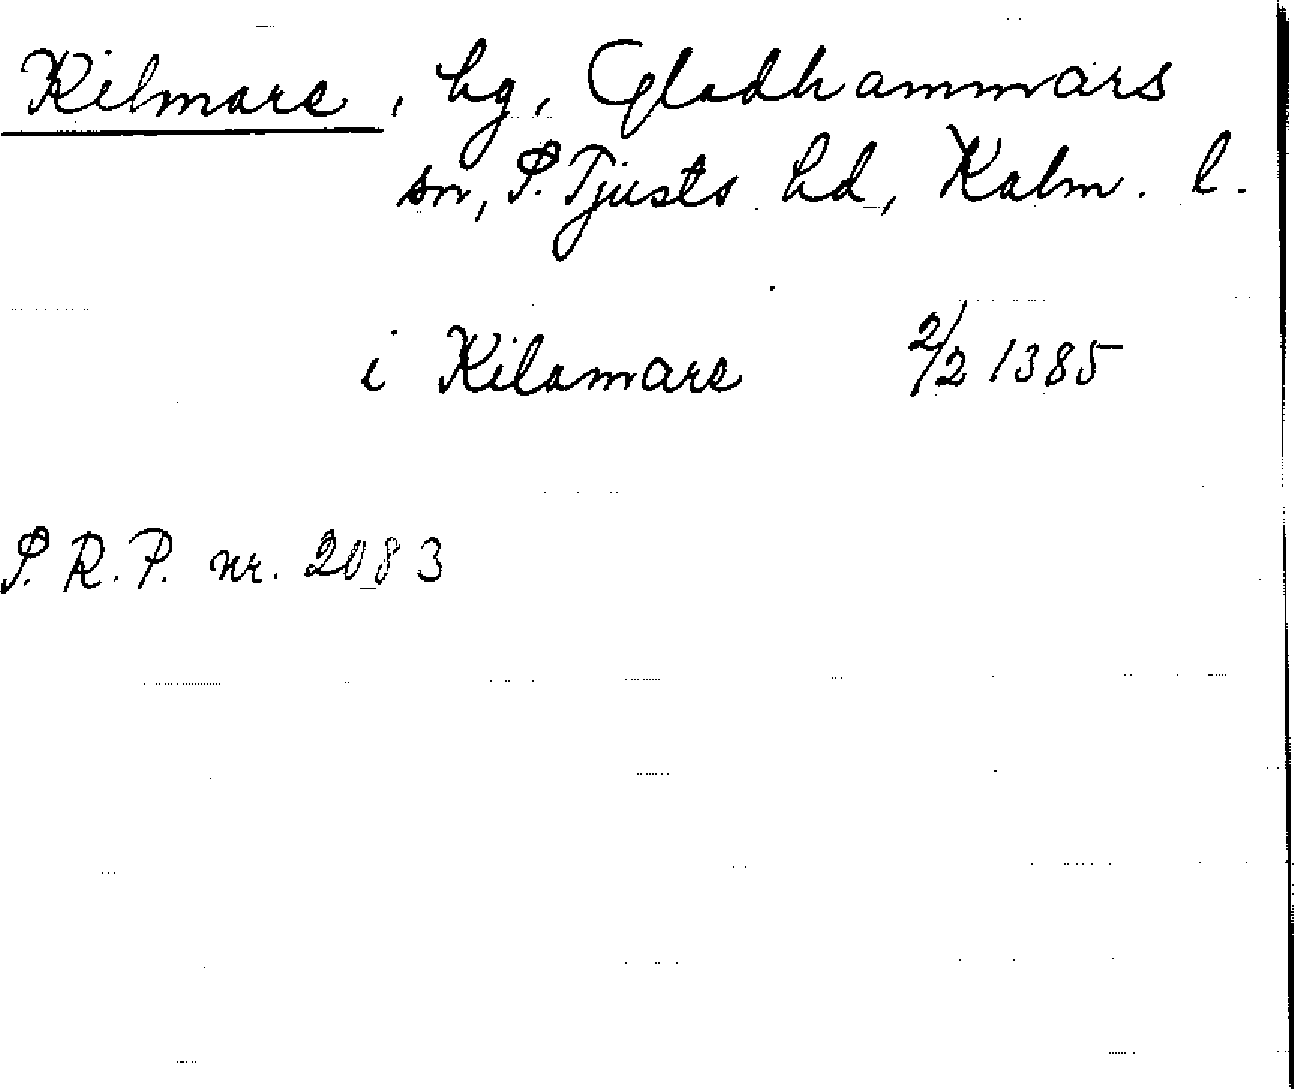 Kilmare, hg, Gladhammars
sn, S. Tjusts hd, Kalm. l.
i Kilamare 2/2 1385
S. R. P. nr. 2083